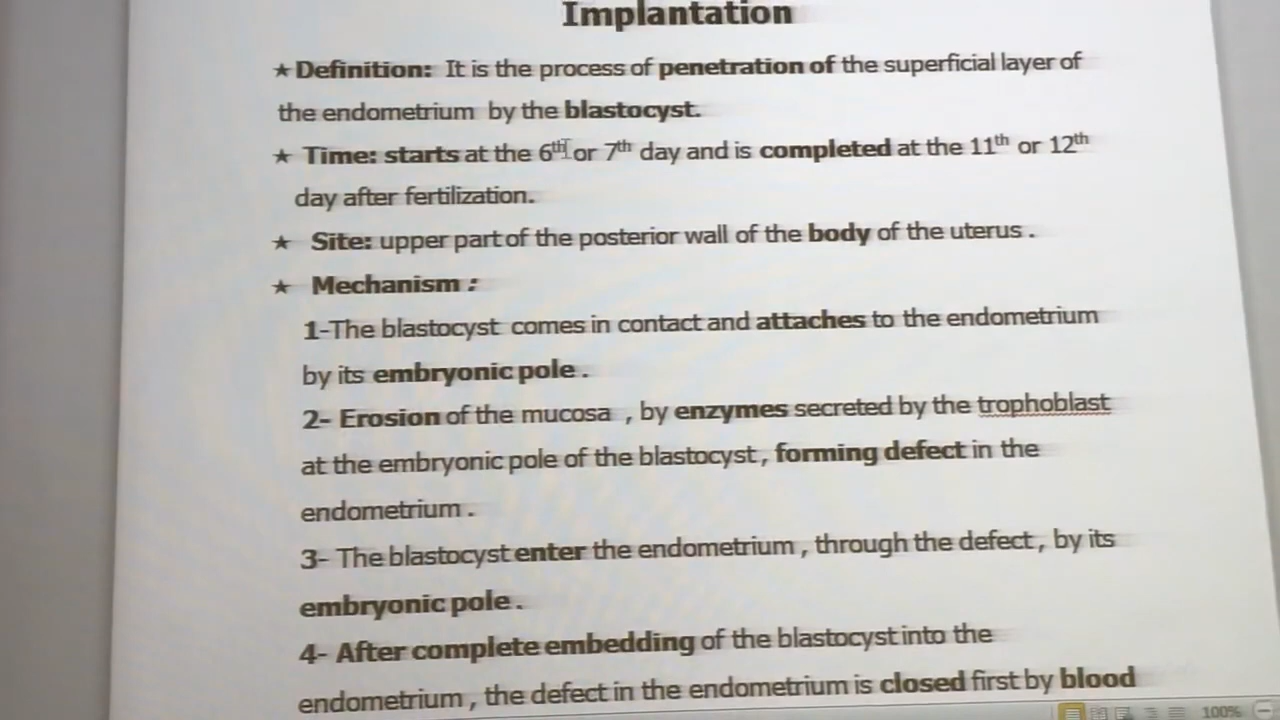 Implantation
★ Definition: It is the process of penetration of the superficial layer of
the endometrium by the blastocyst.
★ Time: starts at the 6th or 7th day and is completed at the 11th or 12th
day after fertilization.
★ Site: upper part of the posterior wall of the body of the uterus .
★ Mechanism :
1-The blastocyst comes in contact and attaches to the endometrium
by its embryonic pole .
2- Erosion of the mucosa , by enzymes secreted by the trophoblast
at the embryonic pole of the blastocyst , forming defect in the
endometrium .
3- The blastocyst enter the endometrium , through the defect , by its
embryonic pole .
4- After complete embedding of the blastocyst into the
endometrium , the defect in the endometrium is closed first by blood
100%